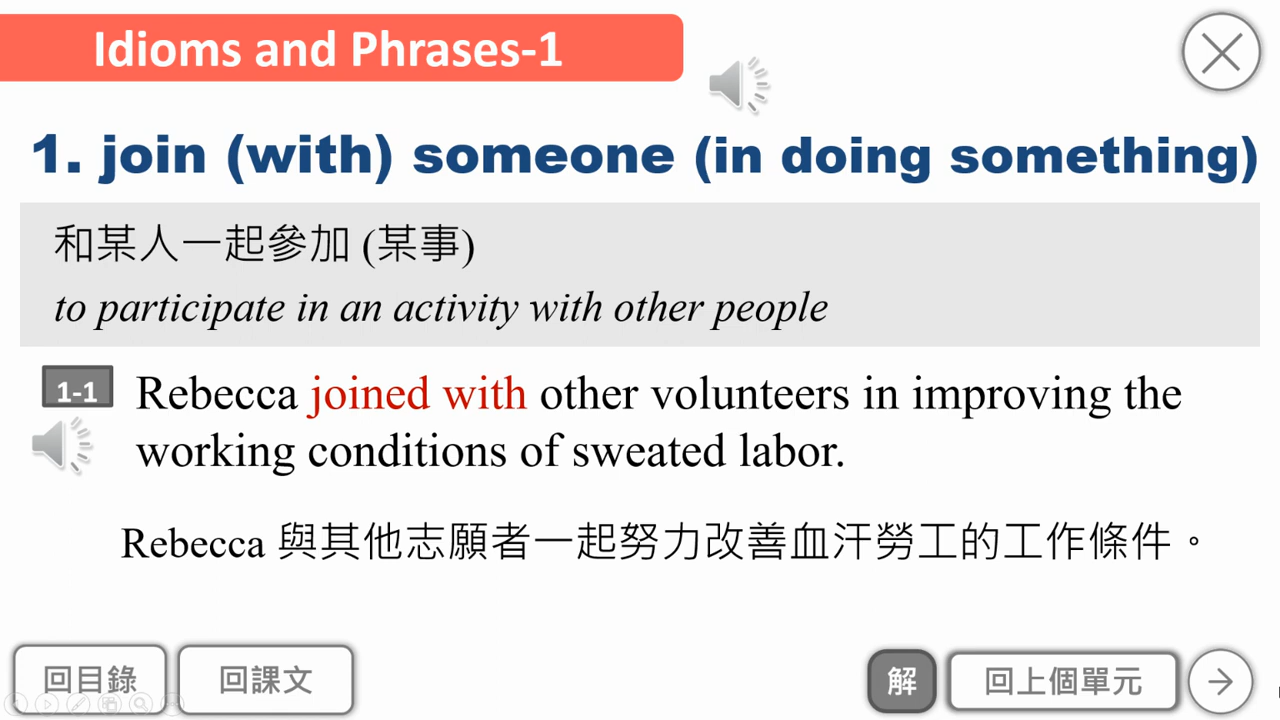 Idioms and Phrases-1
1. join (with) someone (in doing something)
和某人一起參加 (某事)
to participate in an activity with other people
1-1 Rebecca joined with other volunteers in improving the
working conditions of sweated labor.
Rebecca 與其他志願者一起努力改善血汗勞工的工作條件。
回目錄 回課文 解 回上個單元